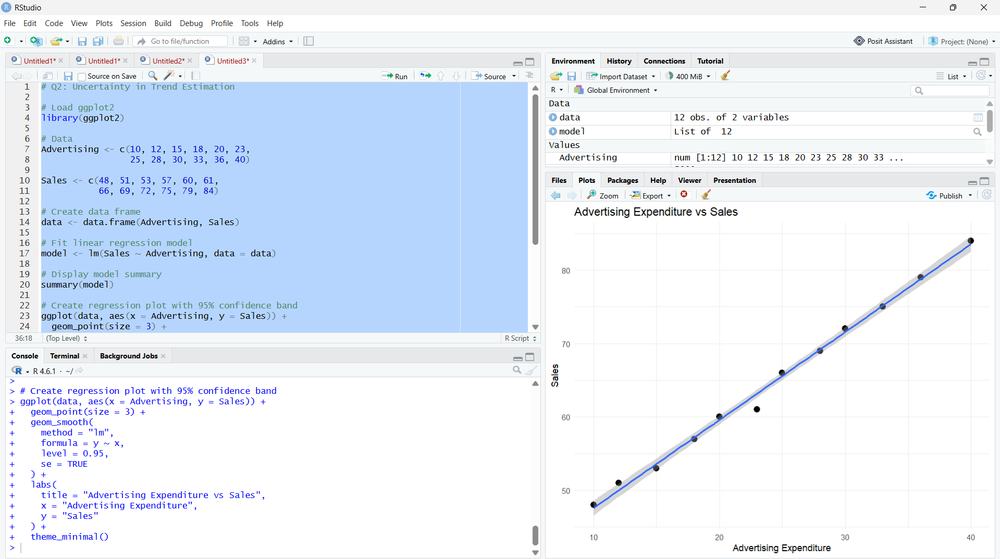 RStudio
File Edit Code View Plots Session Build Debug Profile Tools Help
Go to file/function Addins Posit Assistant Project: (None)
Untitled1* Untitled1* Untitled2* Untitled3*
Source on Save Run Source
1 # Q2: Uncertainty in Trend Estimation
2
3 # Load ggplot2
4 library(ggplot2)
5
6 # Data
7 Advertising <- c(10, 12, 15, 18, 20, 23,
8 25, 28, 30, 33, 36, 40)
9
10 Sales <- c(48, 51, 53, 57, 60, 61,
11 66, 69, 72, 75, 79, 84)
12
13 # Create data frame
14 data <- data.frame(Advertising, Sales)
15
16 # Fit linear regression model
17 model <- lm(Sales ~ Advertising, data = data)
18
19 # Display model summary
20 summary(model)
21
22 # Create regression plot with 95% confidence band
23 ggplot(data, aes(x = Advertising, y = Sales)) +
24 geom_point(size = 3) +
36:18 (Top Level) R Script
Console Terminal Background Jobs
R 4.6.1 · ~/
>
> # Create regression plot with 95% confidence band
> ggplot(data, aes(x = Advertising, y = Sales)) +
+ geom_point(size = 3) +
+ geom_smooth(
+ method = "lm",
+ formula = y ~ x,
+ level = 0.95,
+ se = TRUE
+ ) +
+ labs(
+ title = "Advertising Expenditure vs Sales",
+ x = "Advertising Expenditure",
+ y = "Sales"
+ ) +
+ theme_minimal()
>
Environment History Connections Tutorial
Import Dataset 400 MiB List
R Global Environment
Data
data 12 obs. of 2 variables
model List of 12
Values
Advertising num [1:12] 10 12 15 18 20 23 25 28 30 33 ...
Files Plots Packages Help Viewer Presentation
Zoom Export Publish
Advertising Expenditure vs Sales
80
70
Sales
60
50
10 20 30 40
Advertising Expenditure